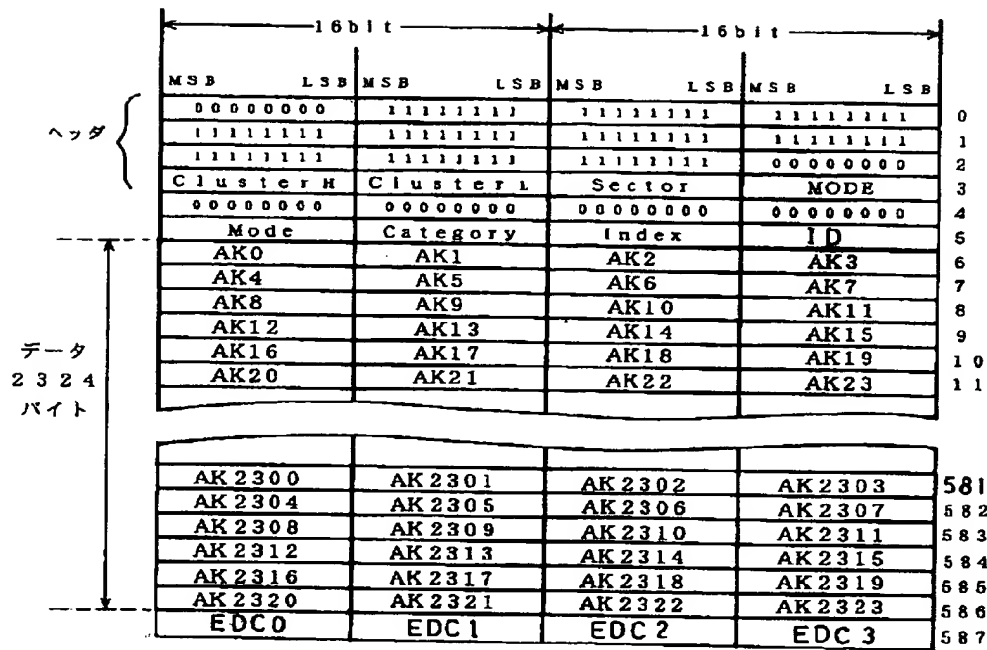 16bit 16bit
MSB LSB MSB LSB MSB LSB MSB LSB
ヘッダ
00000000 11111111 11111111 11111111 0
11111111 11111111 11111111 11111111 1
11111111 11111111 11111111 00000000 2
ClusterH ClusterL Sector MODE 3
00000000 00000000 00000000 00000000 4
Mode Category Index ID 5
データ
2324
バイト
AK0 AK1 AK2 AK3 6
AK4 AK5 AK6 AK7 7
AK8 AK9 AK10 AK11 8
AK12 AK13 AK14 AK15 9
AK16 AK17 AK18 AK19 10
AK20 AK21 AK22 AK23 11
AK2300 AK2301 AK2302 AK2303 581
AK2304 AK2305 AK2306 AK2307 582
AK2308 AK2309 AK2310 AK2311 583
AK2312 AK2313 AK2314 AK2315 584
AK2316 AK2317 AK2318 AK2319 585
AK2320 AK2321 AK2322 AK2323 586
EDC0 EDC1 EDC2 EDC3 587